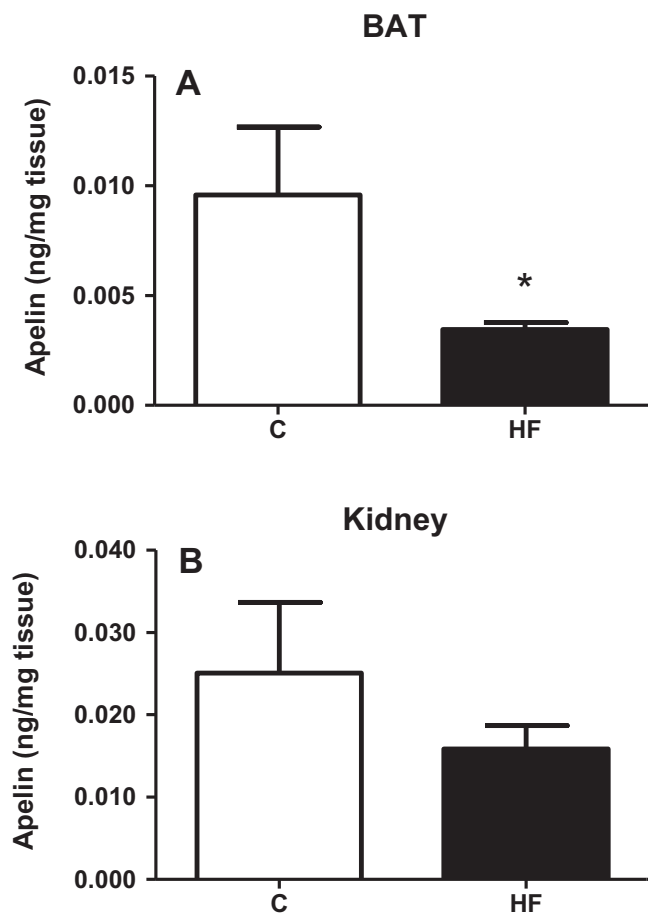 BAT
A
Apelin (ng/mg tissue)
0.015
0.010
0.005
0.000
*
C HF
Kidney
B
Apelin (ng/mg tissue)
0.040
0.030
0.020
0.010
0.000
C HF